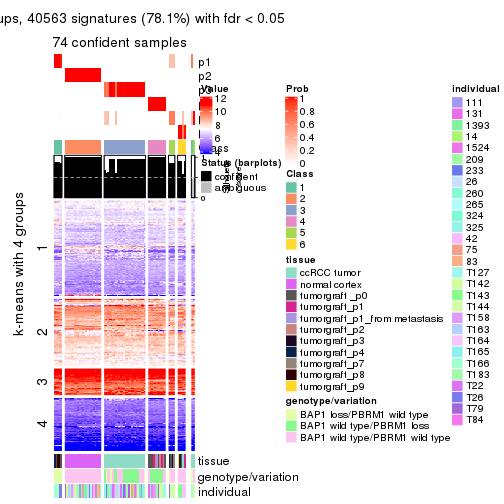 ups, 40563 signatures (78.1%) with fdr < 0.05
74 confident samples
p1
p2
k-means with 4 groups
1
2
3
4
tissue
genotype/variation
individual
Value
12
10
8
6
4
Status (barplots)
confident
ambiguous
Prob
1
0.8
0.6
0.4
0.2
0
Class
1
2
3
4
5
6
tissue
ccRCC tumor
normal cortex
tumorgraft_p0
tumorgraft_p1
tumorgraft_p1_from metastasis
tumorgraft_p2
tumorgraft_p3
tumorgraft_p4
tumorgraft_p7
tumorgraft_p8
tumorgraft_p9
genotype/variation
BAP1 loss/PBRM1 wild type
BAP1 wild type/PBRM1 loss
BAP1 wild type/PBRM1 wild type
individual
111
131
1393
14
1524
209
233
26
260
265
324
325
42
75
83
T127
T142
T143
T144
T158
T163
T164
T165
T166
T183
T22
T26
T79
T84